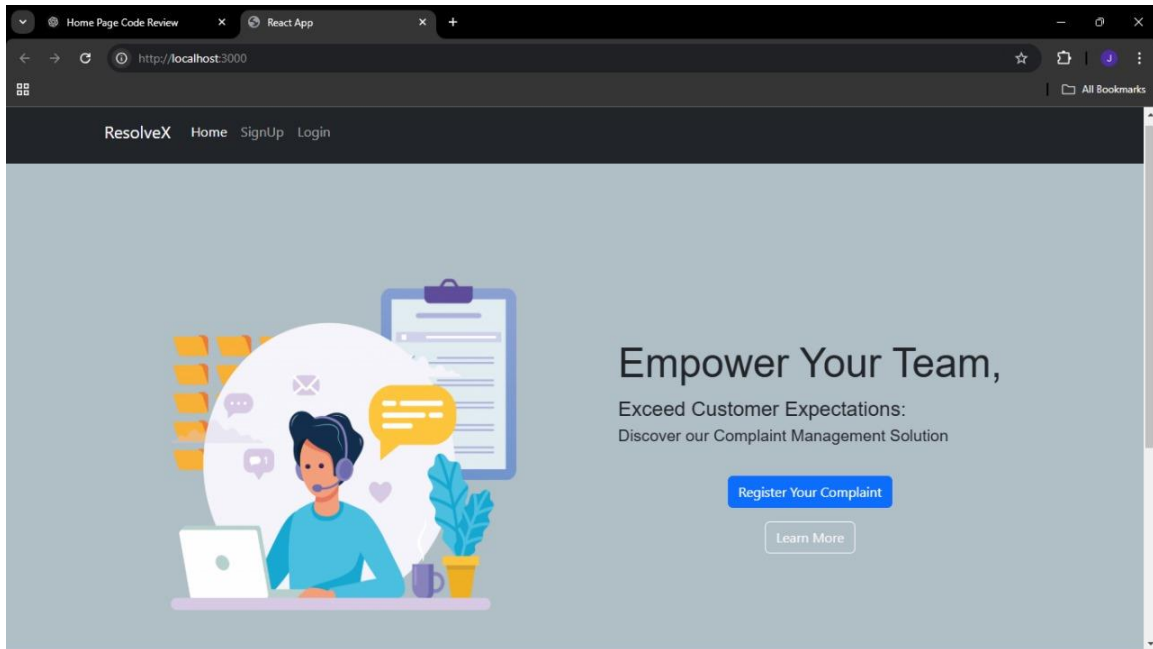 Home Page Code Review React App
http://localhost:3000 J
All Bookmarks
ResolveX Home SignUp Login
Empower Your Team,
Exceed Customer Expectations:
Discover our Complaint Management Solution
Register Your Complaint
Learn More